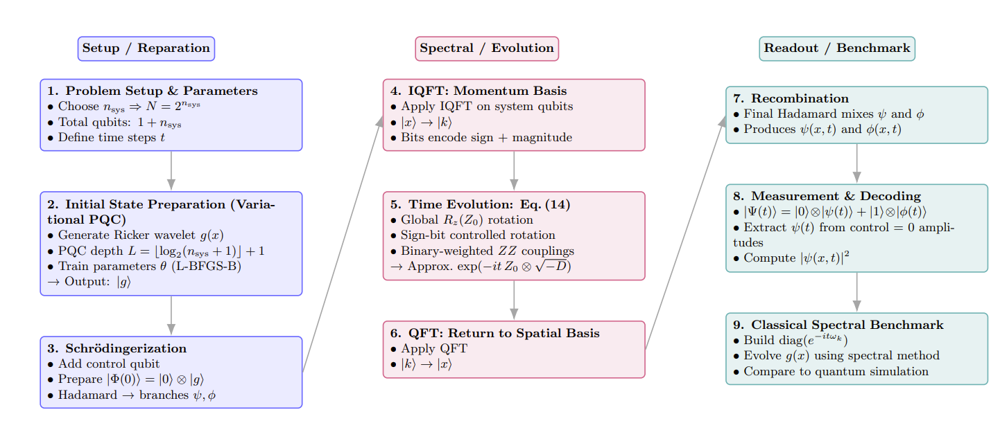 Setup / Reparation
1. Problem Setup & Parameters
• Choose n_sys ⇒ N = 2^{n_sys}
• Total qubits: 1 + n_sys
• Define time steps t
2. Initial State Preparation (Varia-
tional PQC)
• Generate Ricker wavelet g(x)
• PQC depth L = ⌊log₂(n_sys + 1)⌋ + 1
• Train parameters θ (L-BFGS-B)
→ Output: |g⟩
3. Schrödingerization
• Add control qubit
• Prepare |Φ(0)⟩ = |0⟩ ⊗ |g⟩
• Hadamard → branches ψ, ϕ
Spectral / Evolution
4. IQFT: Momentum Basis
• Apply IQFT on system qubits
• |x⟩ → |k⟩
• Bits encode sign + magnitude
5. Time Evolution: Eq. (14)
• Global R_z(Z₀) rotation
• Sign-bit controlled rotation
• Binary-weighted ZZ couplings
→ Approx. exp(−it Z₀ ⊗ √−D)
6. QFT: Return to Spatial Basis
• Apply QFT
• |k⟩ → |x⟩
Readout / Benchmark
7. Recombination
• Final Hadamard mixes ψ and ϕ
• Produces ψ(x, t) and ϕ(x, t)
8. Measurement & Decoding
• |Ψ(t)⟩ = |0⟩⊗|ψ(t)⟩ + |1⟩⊗|ϕ(t)⟩
• Extract ψ(t) from control = 0 ampli-
tudes
• Compute |ψ(x, t)|²
9. Classical Spectral Benchmark
• Build diag(e^{−itω_k})
• Evolve g(x) using spectral method
• Compare to quantum simulation